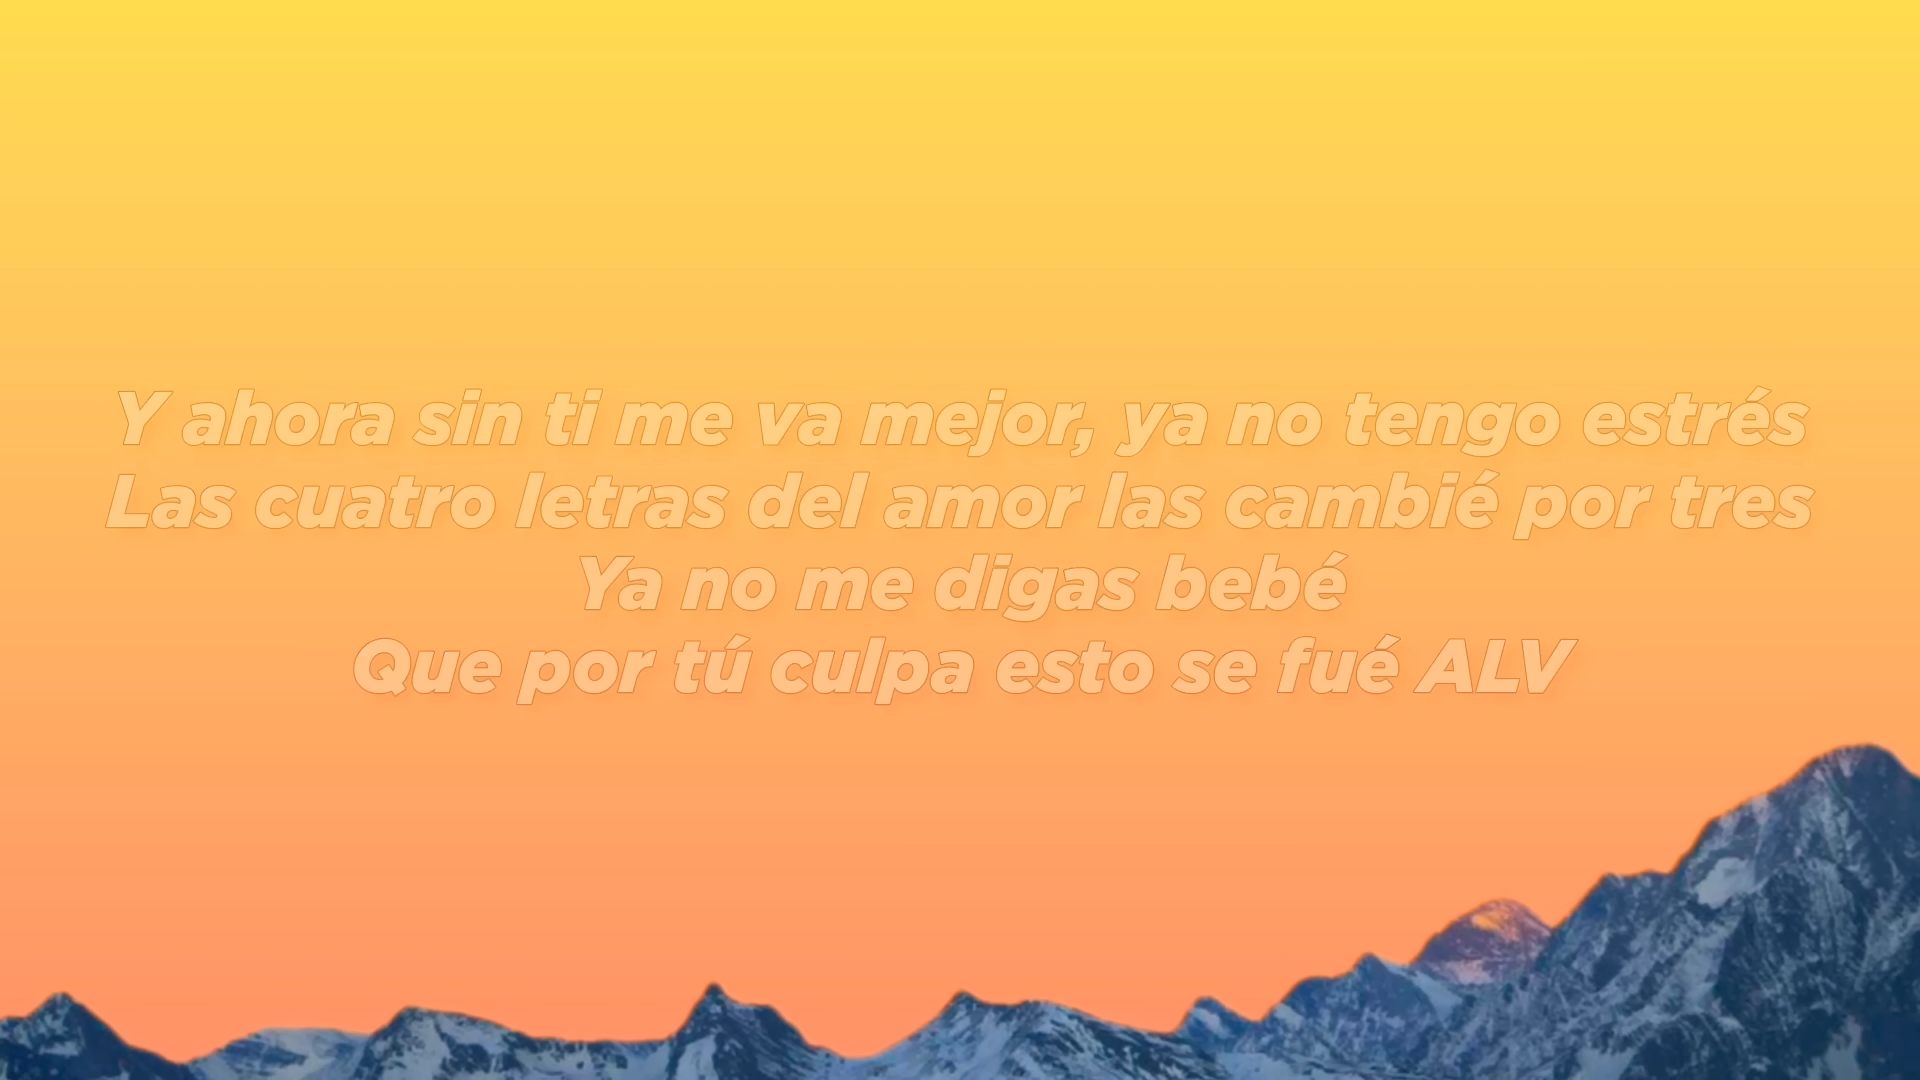 Y ahora sin ti me va mejor, ya no tengo estrés
Las cuatro letras del amor las cambié por tres
Ya no me digas bebé
Que por tú culpa esto se fué ALV